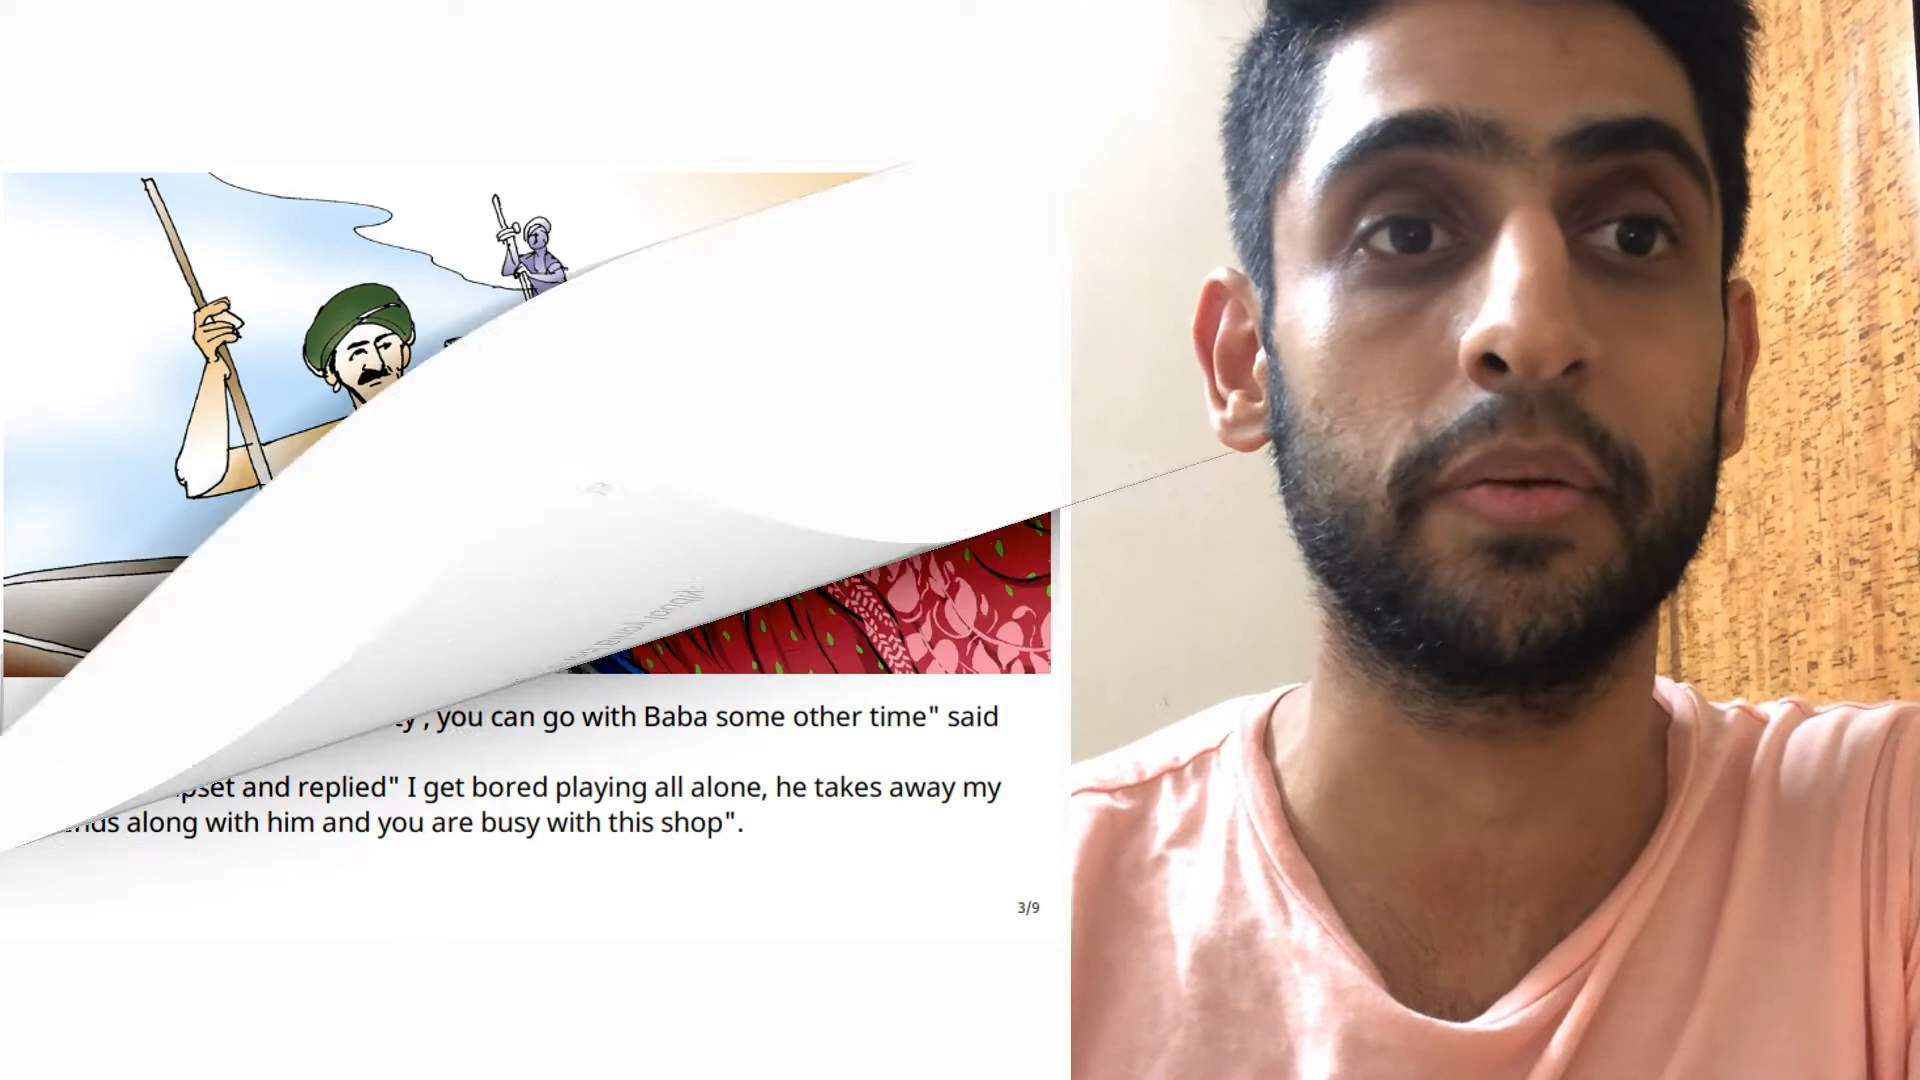 , you can go with Baba some other time" said
and replied" I get bored playing all alone, he takes away my
along with him and you are busy with this shop".
3/9